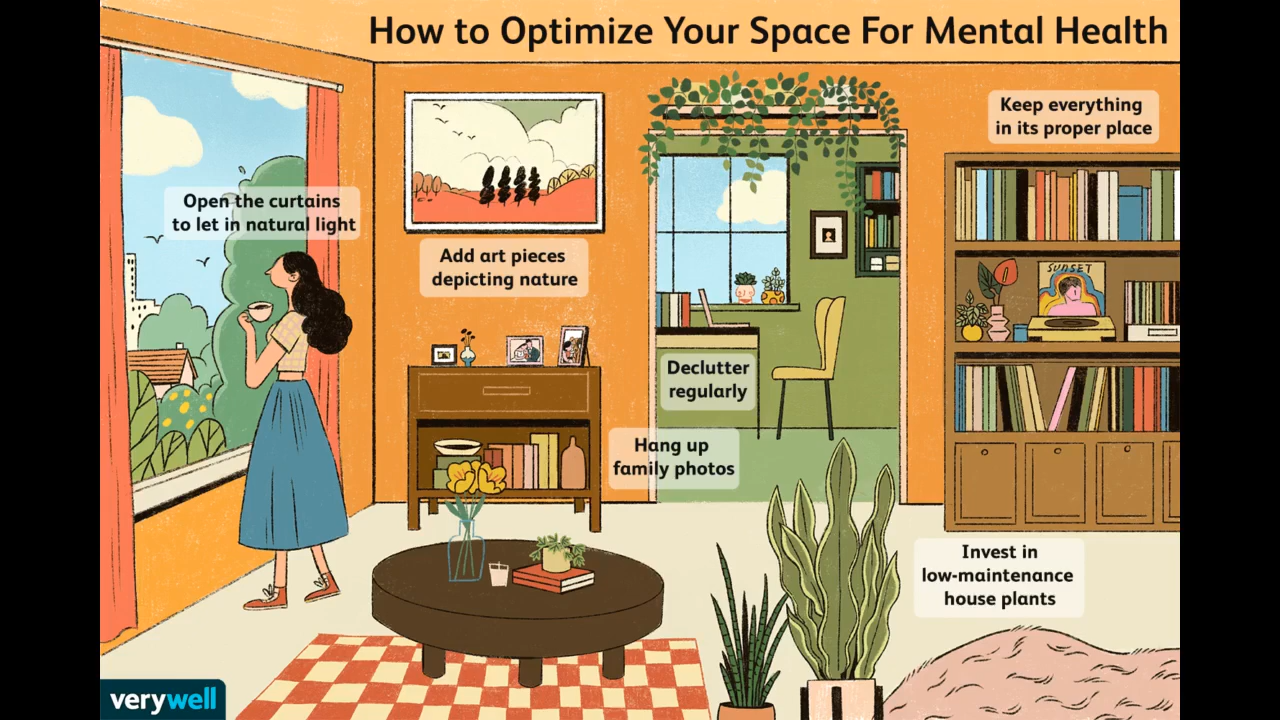 How to Optimize Your Space For Mental Health
Keep everything
in its proper place
Open the curtains
to let in natural light
Add art pieces
depicting nature
SUNSET
Declutter
regularly
Hang up
family photos
Invest in
low-maintenance
house plants
verywell